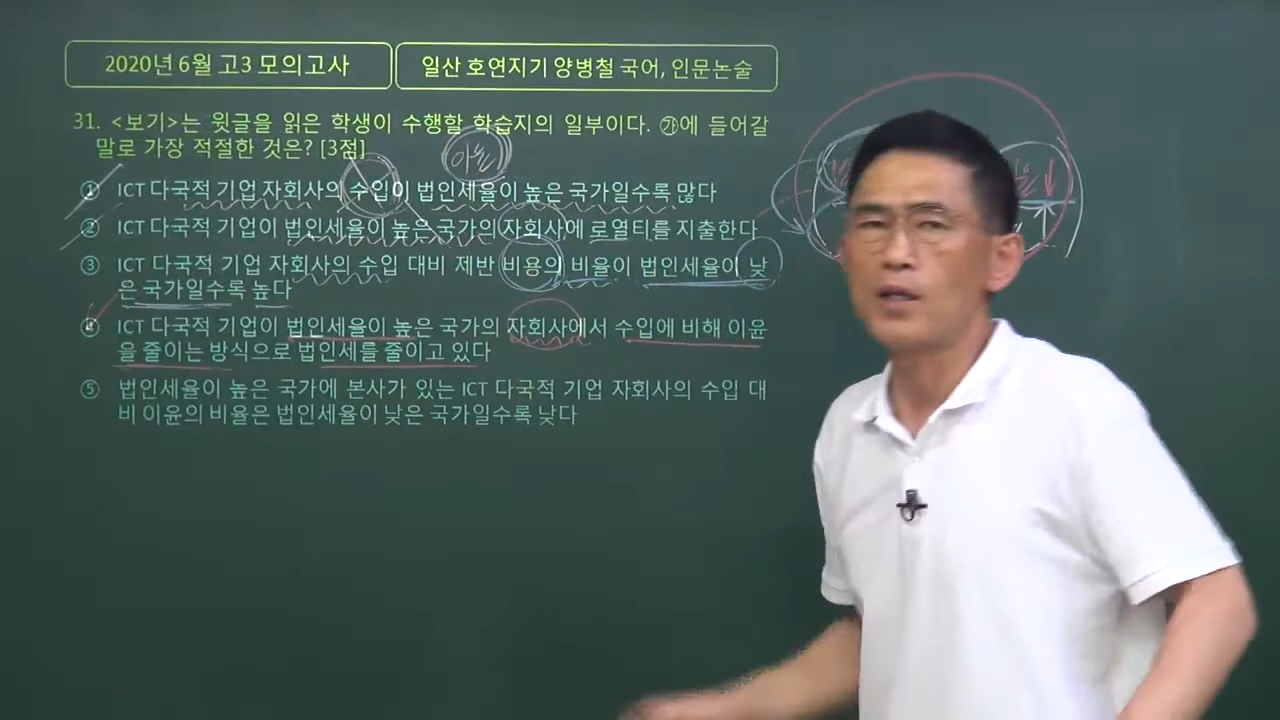 2020년 6월 고3 모의고사
일산 호연지기 양병철 국어, 인문논술
31. <보기>는 윗글을 읽은 학생이 수행할 학습지의 일부이다. ㉮에 들어갈
말로 가장 적절한 것은? [3점]
① ICT 다국적 기업 자회사의 수입이 법인세율이 높은 국가일수록 많다
② ICT 다국적 기업이 법인세율이 높은 국가의 자회사에 로열티를 지출한다
③ ICT 다국적 기업 자회사의 수입 대비 제반 비용의 비율이 법인세율이 낮
은 국가일수록 높다
④ ICT 다국적 기업이 법인세율이 높은 국가의 자회사에서 수입에 비해 이윤
을 줄이는 방식으로 법인세를 줄이고 있다
⑤ 법인세율이 높은 국가에 본사가 있는 ICT 다국적 기업 자회사의 수입 대
비 이윤의 비율은 법인세율이 낮은 국가일수록 낮다